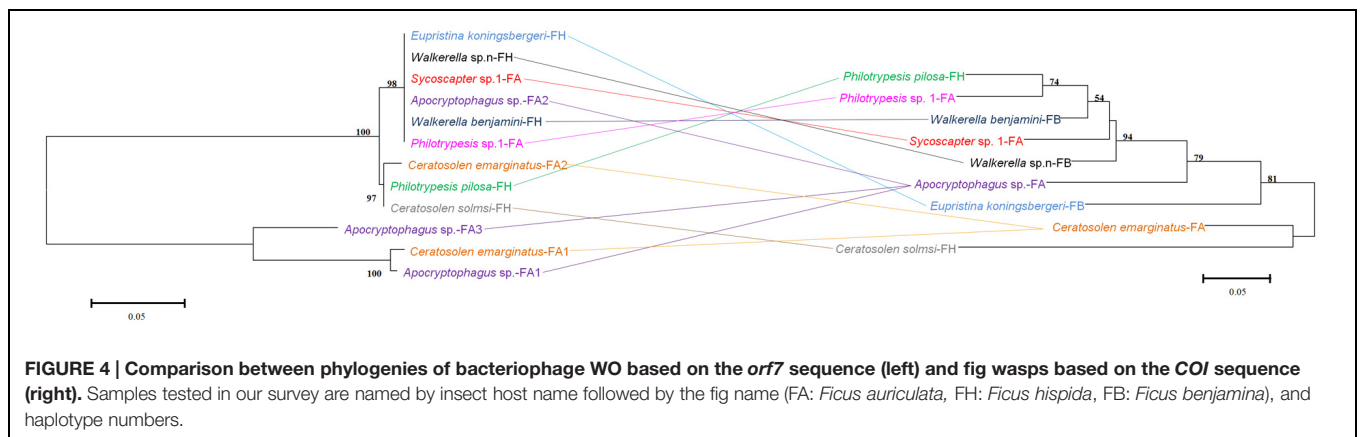 Eupristina koningsbergeri-FH
Walkerella sp.n-FH
98
Sycoscapter sp.1-FA
Apocryptophagus sp.-FA2
Walkerella benjamini-FH
100
Philotrypesis sp.1-FA
Ceratosolen emarginatus-FA2
Philotrypesis pilosa-FH
97
Ceratosolen solmsi-FH
Apocryptophagus sp.-FA3
Ceratosolen emarginatus-FA1
100
Apocryptophagus sp.-FA1
0.05
Philotrypesis pilosa-FH
74
Philotrypesis sp. 1-FA
54
Walkerella benjamini-FB
Sycoscapter sp. 1-FA
94
Walkerella sp.n-FB
79
Apocryptophagus sp.-FA
81
Eupristina koningsbergeri-FB
Ceratosolen emarginatus-FA
Ceratosolen solmsi-FH
0.05
FIGURE 4 | Comparison between phylogenies of bacteriophage WO based on the orf7 sequence (left) and fig wasps based on the COI sequence
(right). Samples tested in our survey are named by insect host name followed by the fig name (FA: Ficus auriculata, FH: Ficus hispida, FB: Ficus benjamina), and
haplotype numbers.